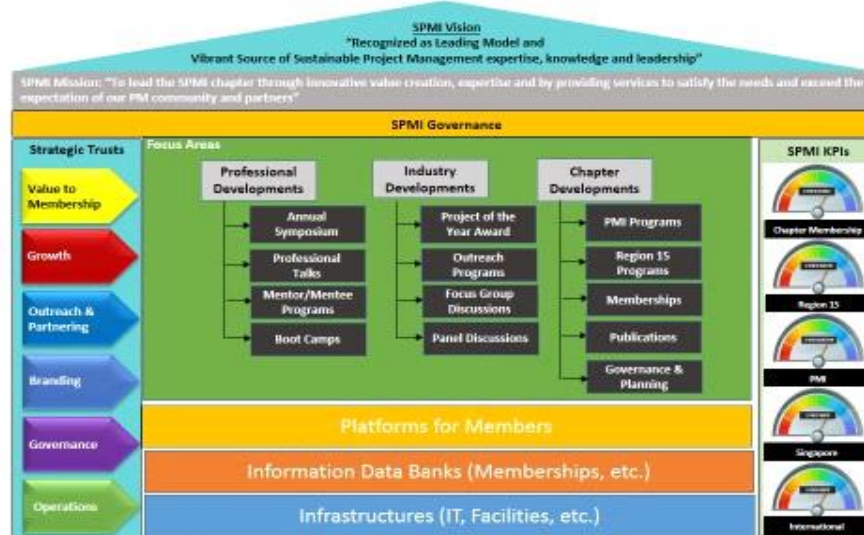 SPMI Vision
"Recognized as Leading Model and
Vibrant Source of Sustainable Project Management expertise, knowledge and leadership"
SPMI Mission: "To lead the SPMI chapter through innovative value creation, expertise and by providing services to satisfy the needs and exceed the
expectation of our PM community and partners"
SPMI Governance
Strategic Trusts
Value to
Membership
Growth
Outreach &
Partnering
Branding
Governance
Operations
Focus Areas
Professional
Developments
Annual
Symposium
Professional
Talks
Mentor/Mentee
Programs
Boot Camps
Industry
Developments
Project of the
Year Award
Outreach
Programs
Focus Group
Discussions
Panel Discussions
Chapter
Developments
PMI Programs
Region 15
Programs
Memberships
Publications
Governance &
Planning
Platforms for Members
Information Data Banks (Memberships, etc.)
Infrastructures (IT, Facilities, etc.)
SPMI KPIs
Chapter Membership
Region 15
PMI
Singapore
International